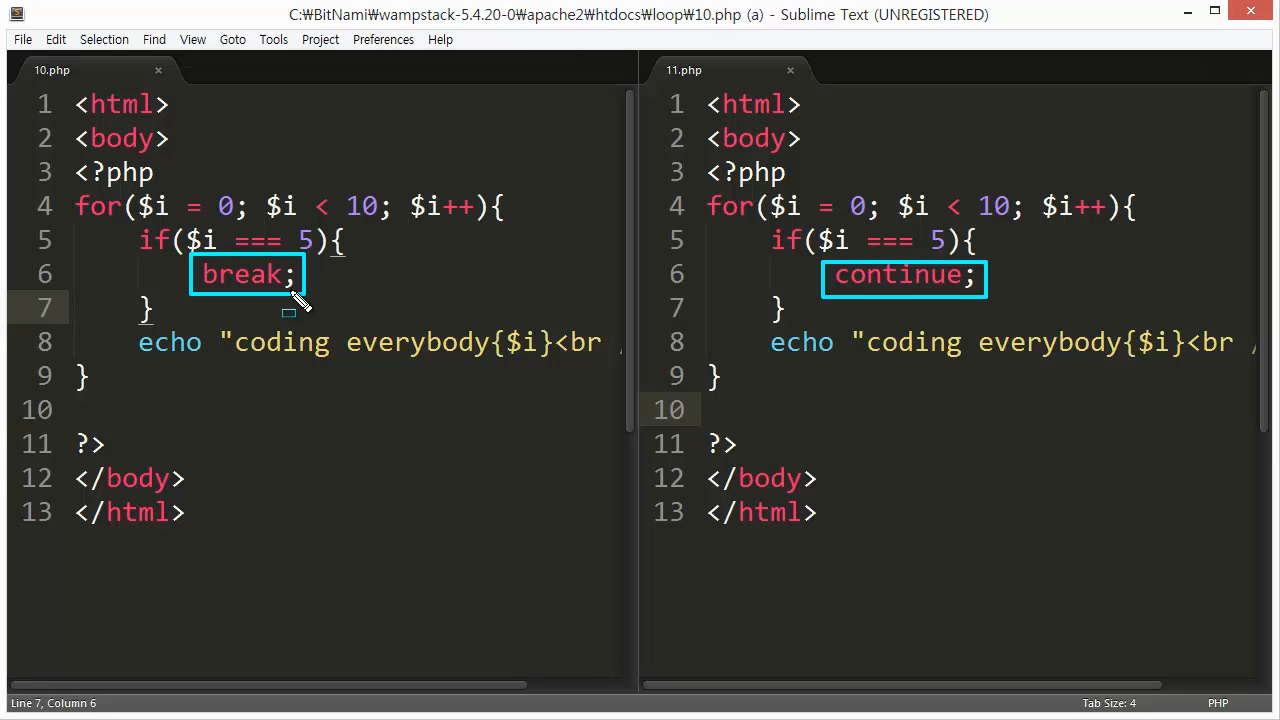 C:₩BitNami₩wampstack-5.4.20-0₩apache2₩htdocs₩loop₩10.php (a) - Sublime Text (UNREGISTERED)
File Edit Selection Find View Goto Tools Project Preferences Help
10.php
1 <html>
2 <body>
3 <?php
4 for($i = 0; $i < 10; $i++){
5 if($i === 5){
6 break;
7 }
8 echo "coding everybody{$i}<br /
9 }
10
11 ?>
12 </body>
13 </html>
11.php
1 <html>
2 <body>
3 <?php
4 for($i = 0; $i < 10; $i++){
5 if($i === 5){
6 continue;
7 }
8 echo "coding everybody{$i}<br /
9 }
10
11 ?>
12 </body>
13 </html>
Line 7, Column 6 Tab Size: 4 PHP